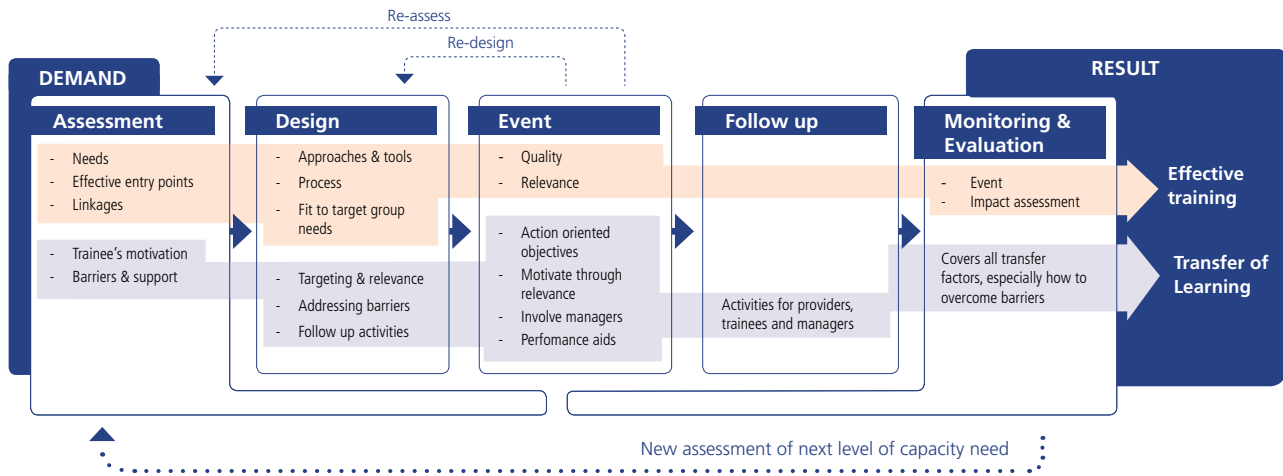 Re-assess
Re-design
DEMAND
RESULT
Assessment
- Needs
- Effective entry points
- Linkages
- Trainee's motivation
- Barriers & support
Design
- Approaches & tools
- Process
- Fit to target group
needs
- Targeting & relevance
- Addressing barriers
- Follow up activities
Event
- Quality
- Relevance
- Action oriented
objectives
- Motivate through
relevance
- Involve managers
- Perfomance aids
Follow up
Activities for providers,
trainees and managers
Monitoring &
Evaluation
- Event
- Impact assessment
Covers all transfer
factors, especially how to
overcome barriers
Effective
training
Transfer of
Learning
New assessment of next level of capacity need